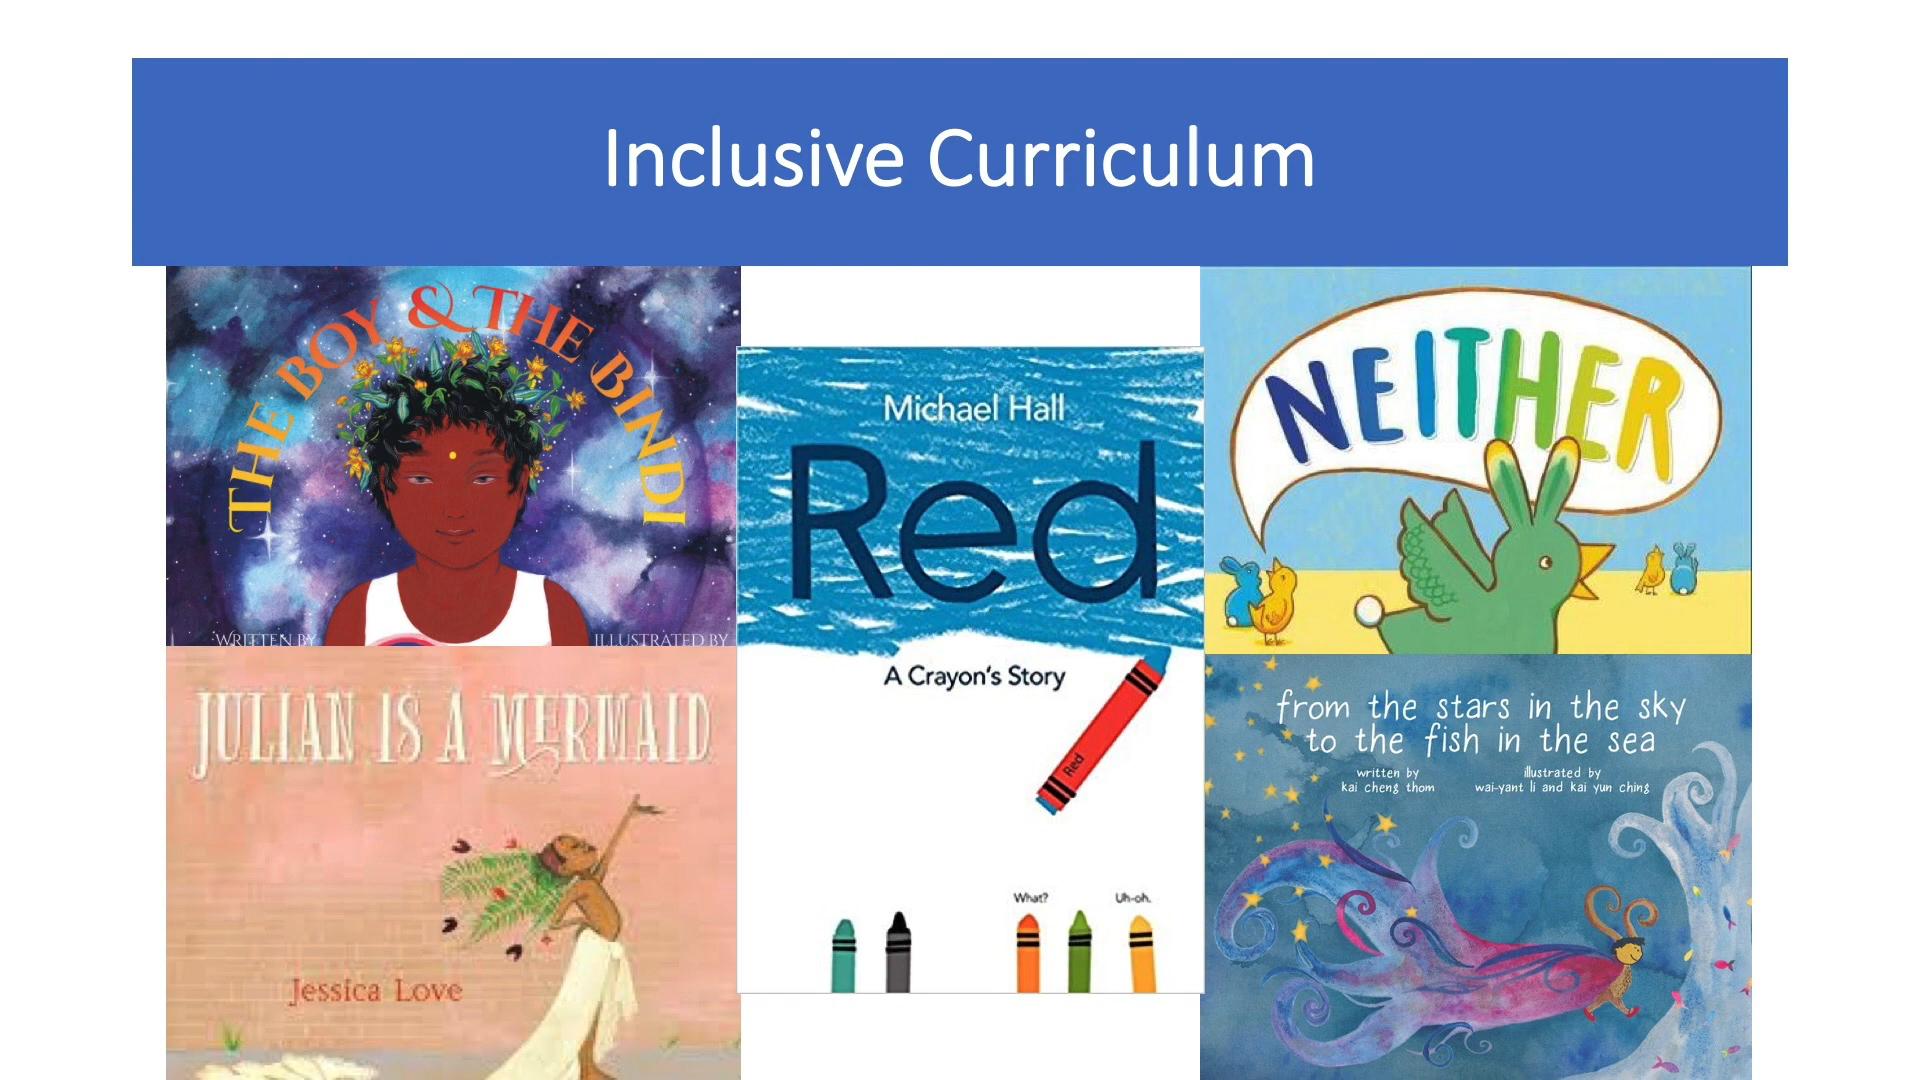 Inclusive Curriculum
THE BOY & THE BINDI
WRITTEN BY
ILLUSTRATED BY
JULIAN IS A MERMAID
Jessica Love
Michael Hall
Red
A Crayon's Story
Red
What?
Uh-oh.
NEITHER
from the stars in the sky
to the fish in the sea
written by
kai cheng thom
illustrated by
wai-yant li and kai yun ching